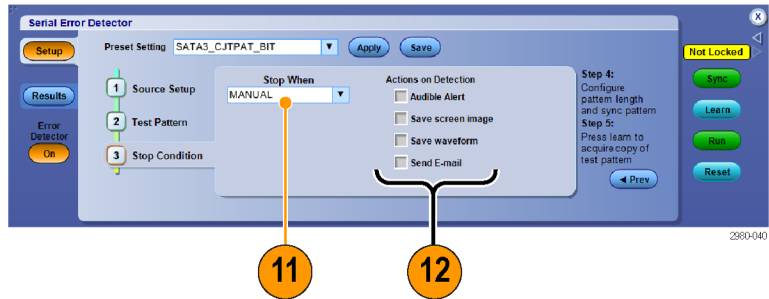 Serial Error Detector
X
Setup
Preset Setting SATA3_CJTPAT_BIT Apply Save
Not Locked
Results
Error
Detector
On
1 Source Setup
2 Test Pattern
3 Stop Condition
Stop When
MANUAL
Actions on Detection
Audible Alert
Save screen image
Save waveform
Send E-mail
Step 4:
Configure
pattern length
and sync pattern
Step 5:
Press learn to
acquire copy of
test pattern
◄ Prev
Sync
Learn
Run
Reset
2980-040
11
12